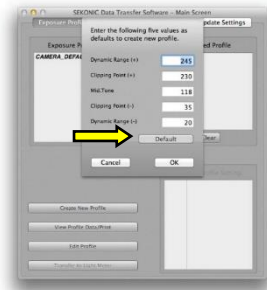 SEKONIC Data Transfer Software - Main Screen
Exposure Profi
pdate Settings
Enter the following five values as
defaults to create new profile.
Exposure P
ed Profile
CAMERA_DEFA
Dynamic Range (+) 245
Clipping Point (+) 230
Mid.Tone 118
Clipping Point (-) 35
Dynamic Range (-) 20
Default
Clear
Cancel
OK
Create New Profile
View Profile Data/Print
Edit Profile